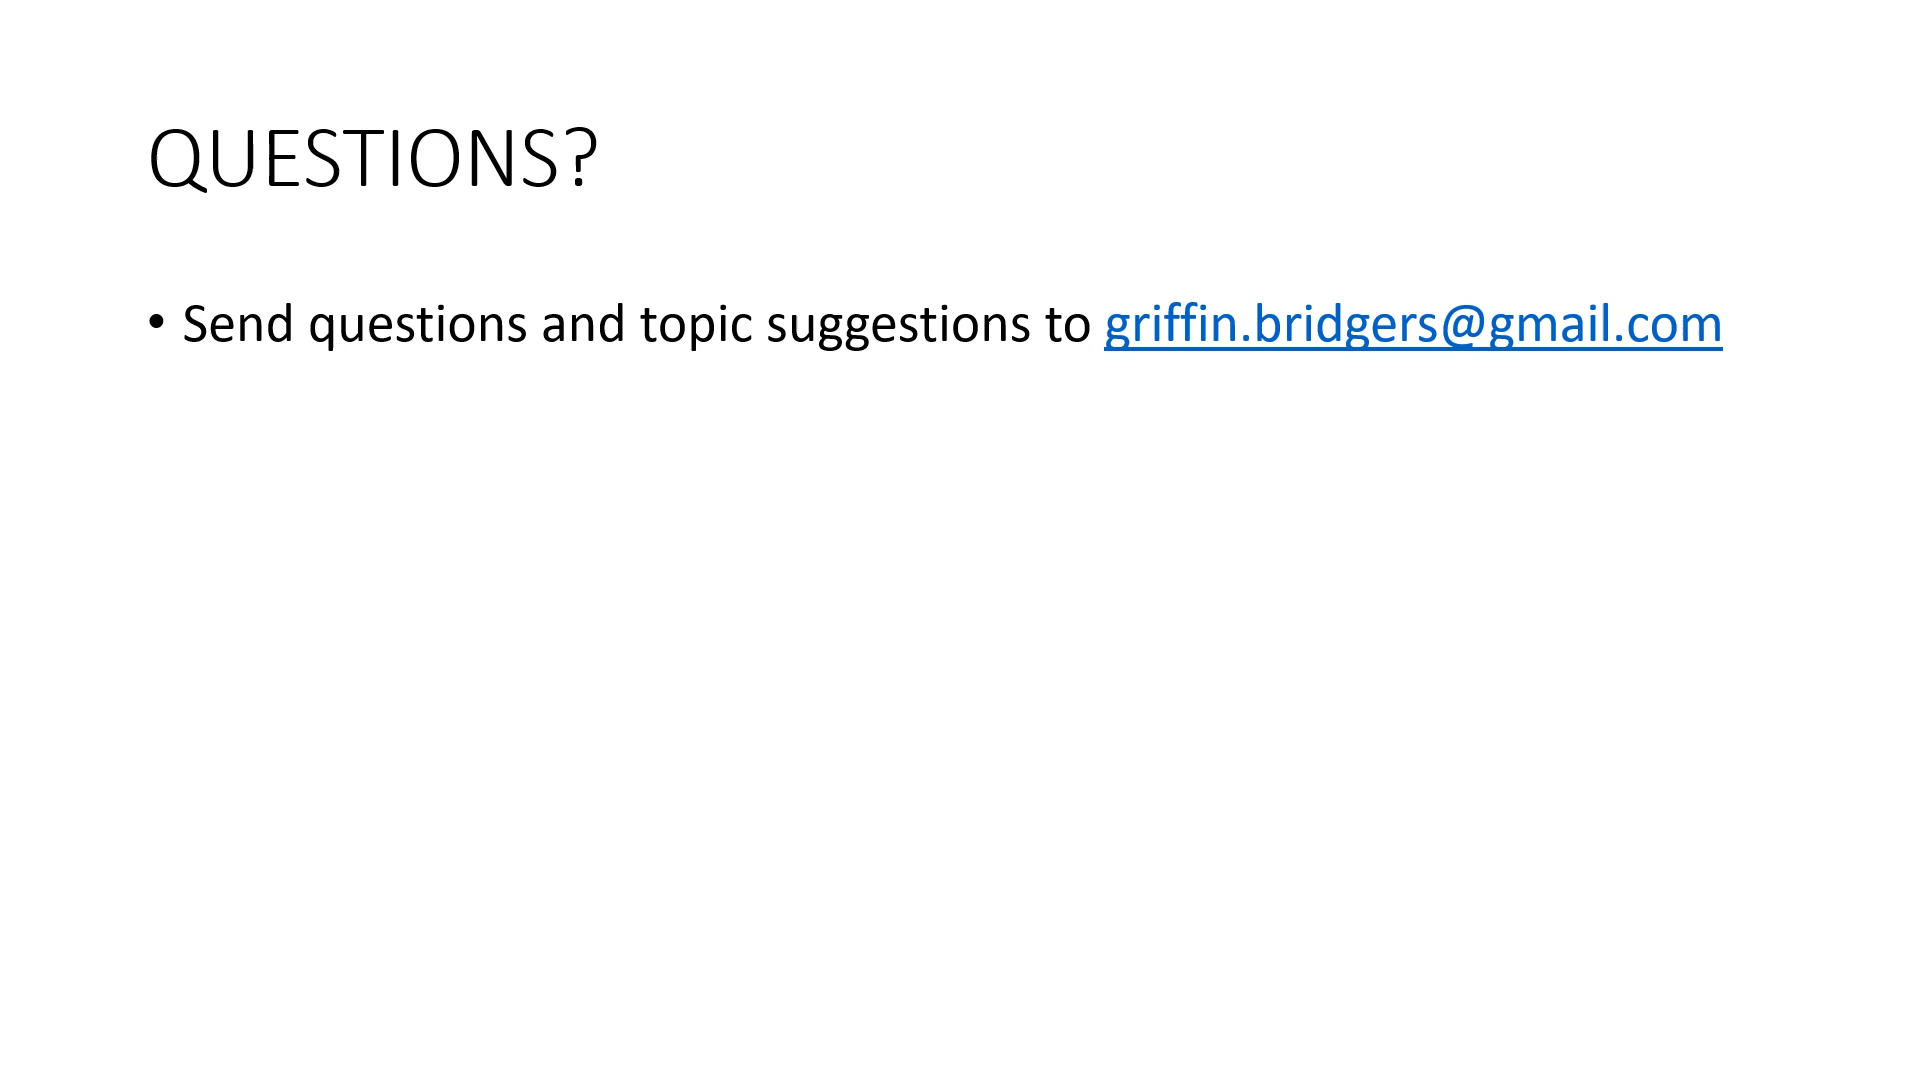 QUESTIONS?
• Send questions and topic suggestions to griffin.bridgers@gmail.com